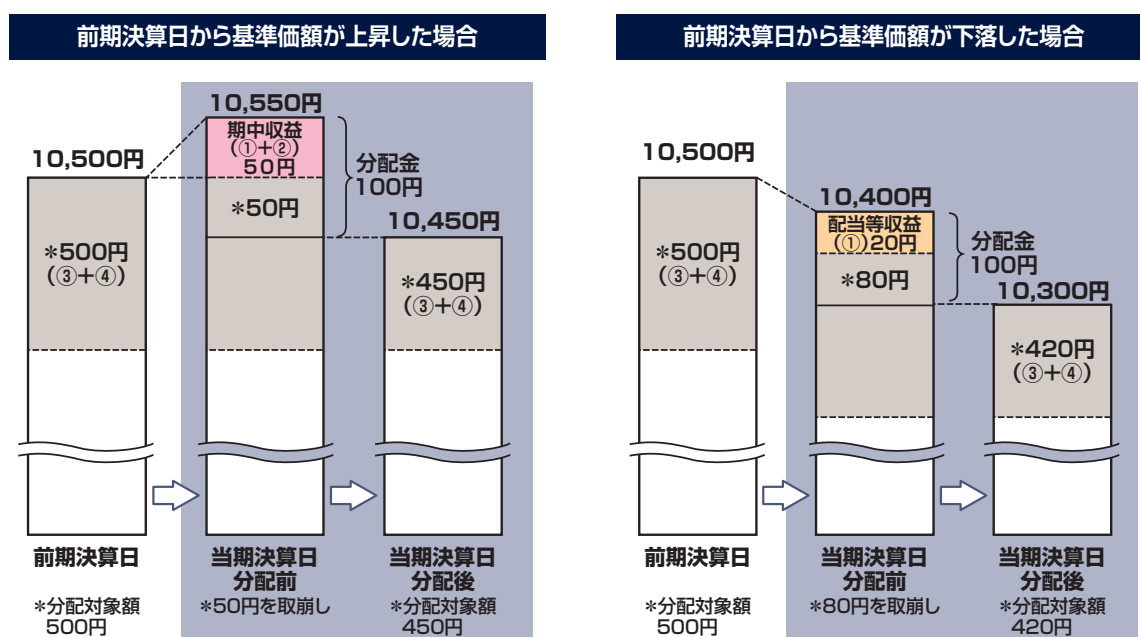 前期決算日から基準価額が上昇した場合
10,550円
期中収益
(①+②)
50円
10,500円
分配金
100円
*50円
10,450円
*500円
(③+④)
*450円
(③+④)
前期決算日
当期決算日
分配前
当期決算日
分配後
*分配対象額
500円
*50円を取崩し
*分配対象額
450円
前期決算日から基準価額が下落した場合
10,500円
10,400円
配当等収益
(①)20円
分配金
100円
*500円
(③+④)
*80円
10,300円
*420円
(③+④)
前期決算日
当期決算日
分配前
当期決算日
分配後
*分配対象額
500円
*80円を取崩し
*分配対象額
420円